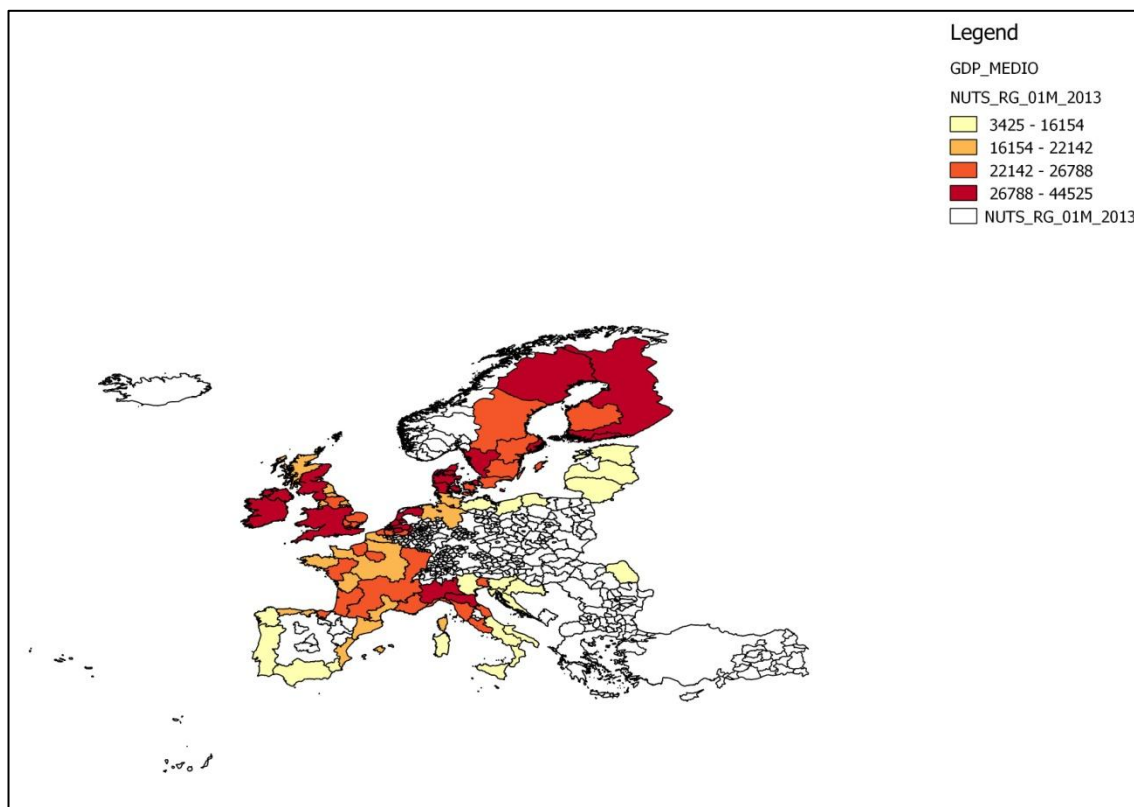 Legend
GDP_MEDIO
NUTS_RG_01M_2013
3425 - 16154
16154 - 22142
22142 - 26788
26788 - 44525
NUTS_RG_01M_2013